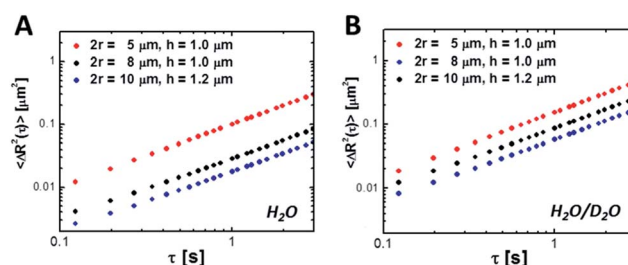 A
<ΔR²(τ)> [μm²]
1
0.1
0.01
2r = 5 μm, h = 1.0 μm
2r = 8 μm, h = 1.0 μm
2r = 10 μm, h = 1.2 μm
H₂O
0.1
1
τ [s]
B
<ΔR²(τ)> [μm²]
1
0.1
0.01
2r = 5 μm, h = 1.0 μm
2r = 8 μm, h = 1.0 μm
2r = 10 μm, h = 1.2 μm
H₂O/D₂O
0.1
1
τ [s]